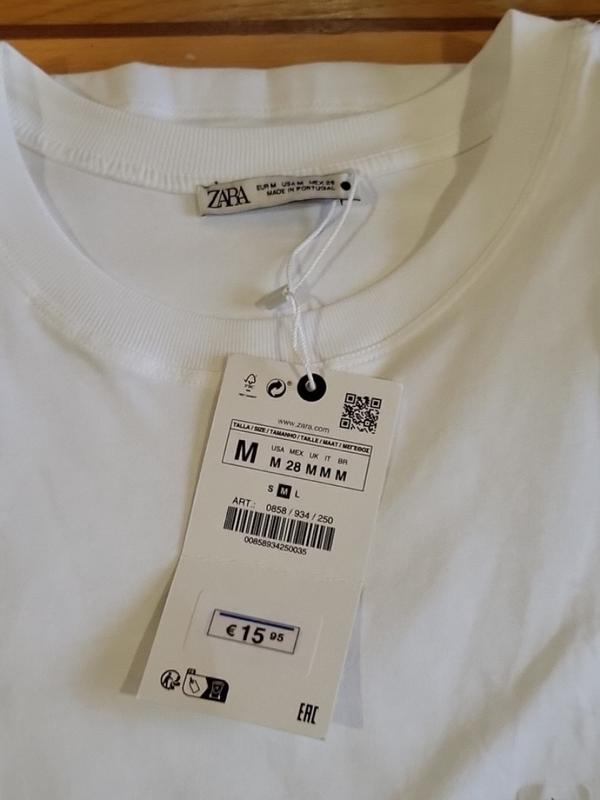 ZARA
EUR M USA M MEX 28
MADE IN PORTUGAL
www.zara.com
TALLA / SIZE / TAMANHO / TAILLE / MAAT / ΜΕΓΕΘΟΣ
M
USA MEX UK IT BR
M 28 M M M
S M L
ART.: 0858 / 934 / 250
00858934250035
€ 15 95
FR
EAC